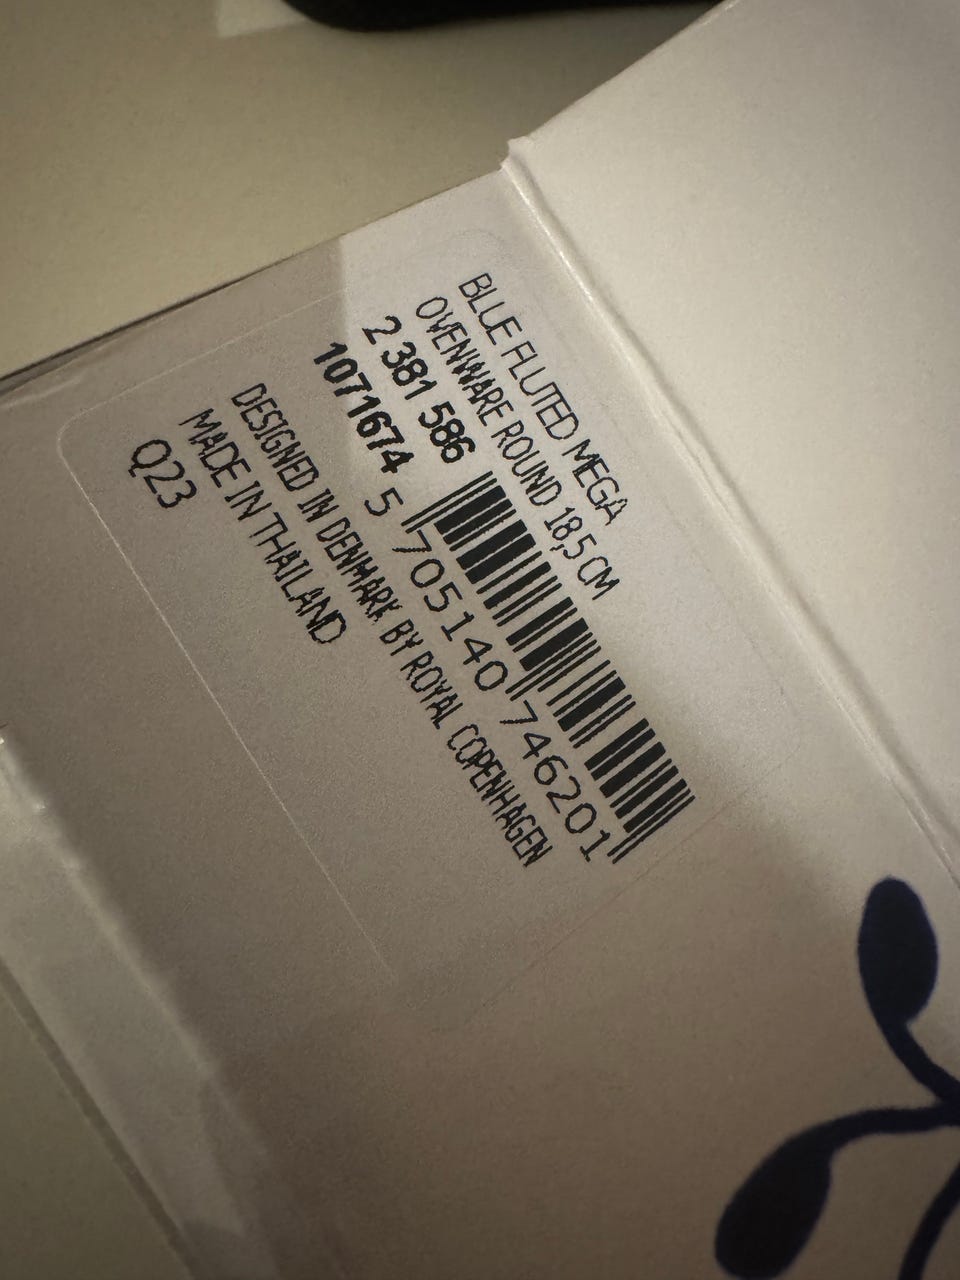 BLUE FLUTED MEGA
OVENWARE ROUND 18,5 CM
2 381 586
1071674
5 705140 746201
DESIGNED IN DENMARK BY ROYAL COPENHAGEN
MADE IN THAILAND
Q23